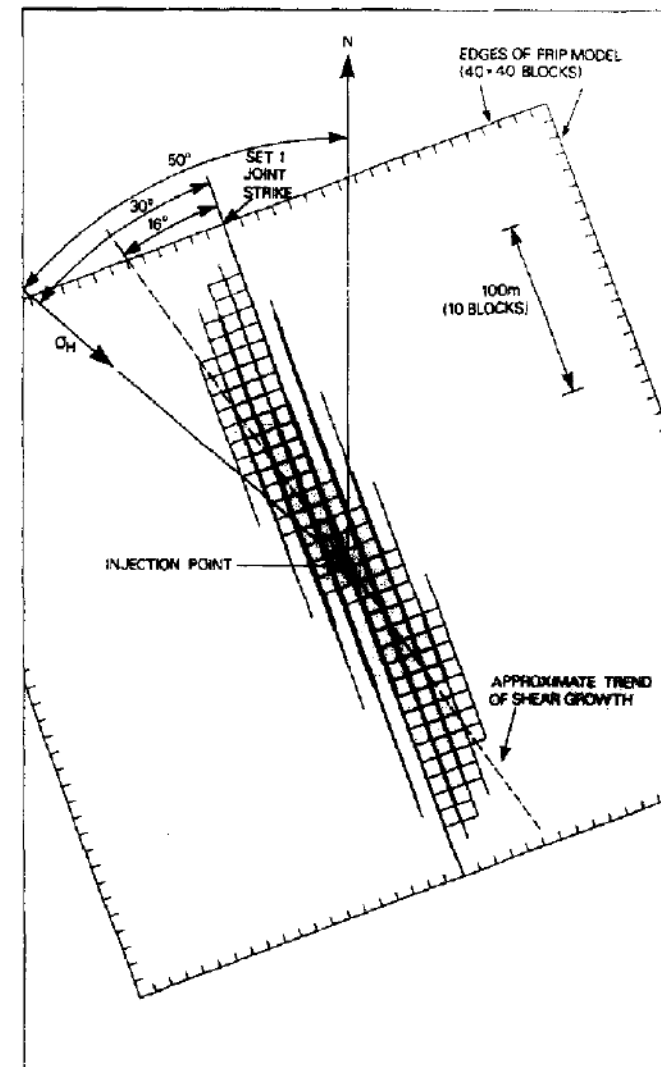 N
EDGES OF FRIP MODEL
(40×40 BLOCKS)
50°
SET 1
JOINT
STRIKE
30°
16°
100m
(10 BLOCKS)
σH
INJECTION POINT
APPROXIMATE TREND
OF SHEAR GROWTH